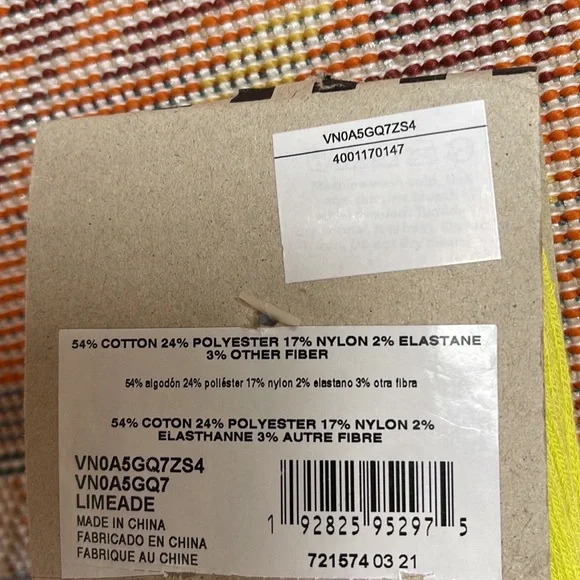 VN0A5GQ7ZS4
4001170147
54% COTTON 24% POLYESTER 17% NYLON 2% ELASTANE
3% OTHER FIBER
54% algodón 24% poliéster 17% nylon 2% elastano 3% otra fibra
54% COTON 24% POLYESTER 17% NYLON 2%
ELASTHANNE 3% AUTRE FIBRE
VN0A5GQ7ZS4
VN0A5GQ7
LIMEADE
MADE IN CHINA
FABRICADO EN CHINA
FABRIQUE AU CHINE
1 92825 95297 5
721574 03 21